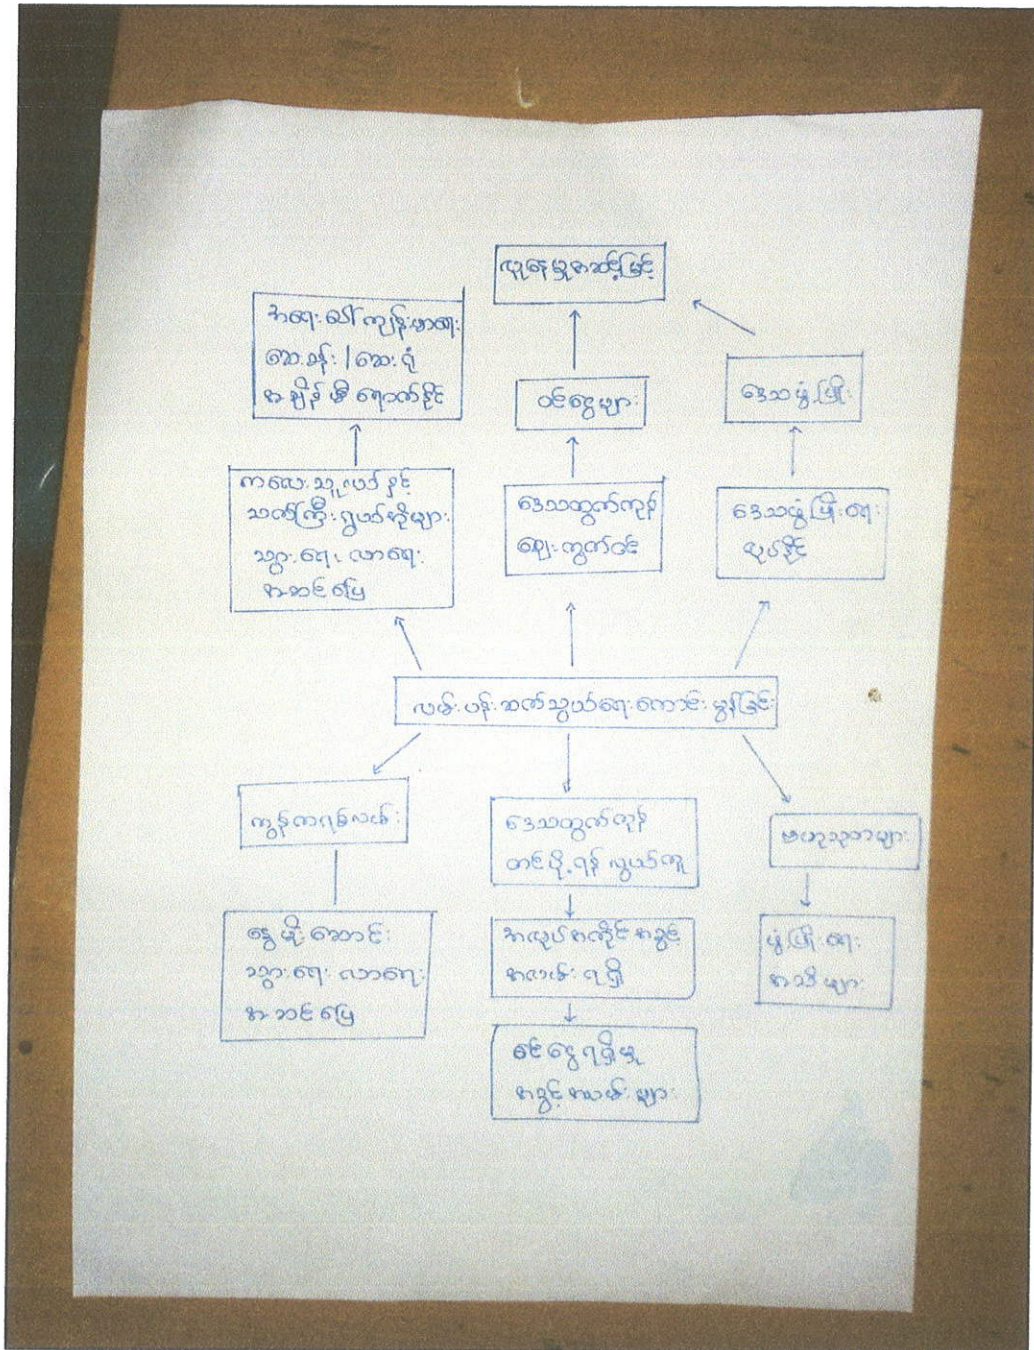 လူနေမှုအဆင့်မြင့်
အရေးပေါ်ကျန်းမာရေး
ဆေးခန်း/ဆေးရုံ
အချိန်မီရောက်နိုင်
ဝင်ငွေများ
ဒေသဖွံ့ဖြိုး
ကလေးသူငယ်နှင့်
သက်ကြီးရွယ်အိုများ
သွားရေးလာရေး
အဆင်ပြေ
ဒေသထွက်ကုန်
ဈေးကွက်ဝင်
ဒေသဖွံ့ဖြိုးရေး
လုပ်နိုင်
လမ်းပန်းဆက်သွယ်ရေးကောင်းမွန်ခြင်း
ကွန်ကရစ်လမ်း
ဒေသထွက်ကုန်
တင်ပို့ရန်လွယ်ကူ
ဗဟုသုတများ
နွေမိုးဆောင်း
သွားရေးလာရေး
အဆင်ပြေ
အလုပ်အကိုင်အခွင့်
အလမ်းရရှိ
ဖွံ့ဖြိုးရေး
အသိများ
ဝင်ငွေရရှိမှု
အခွင့်အလမ်းများ